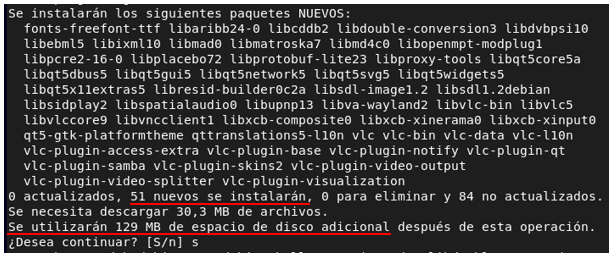 Se instalarán los siguientes paquetes NUEVOS:
fonts-freefont-ttf libaribb24-0 libcddb2 libdouble-conversion3 libdvbpsi10
libebml5 libixml10 libmad0 libmatroska7 libmd4c0 libopenmpt-modplug1
libpcre2-16-0 libplacebo72 libprotobuf-lite23 libproxy-tools libqt5core5a
libqt5dbus5 libqt5gui5 libqt5network5 libqt5svg5 libqt5widgets5
libqt5x11extras5 libresid-builder0c2a libsdl-image1.2 libsdl1.2debian
libsidplay2 libspatialaudio0 libupnp13 libva-wayland2 libvlc-bin libvlc5
libvlccore9 libvncclient1 libxcb-composite0 libxcb-xinerama0 libxcb-xinput0
qt5-gtk-platformtheme qttranslations5-l10n vlc vlc-bin vlc-data vlc-l10n
vlc-plugin-access-extra vlc-plugin-base vlc-plugin-notify vlc-plugin-qt
vlc-plugin-samba vlc-plugin-skins2 vlc-plugin-video-output
vlc-plugin-video-splitter vlc-plugin-visualization
0 actualizados, 51 nuevos se instalarán, 0 para eliminar y 84 no actualizados.
Se necesita descargar 30,3 MB de archivos.
Se utilizarán 129 MB de espacio de disco adicional después de esta operación.
¿Desea continuar? [S/n] s